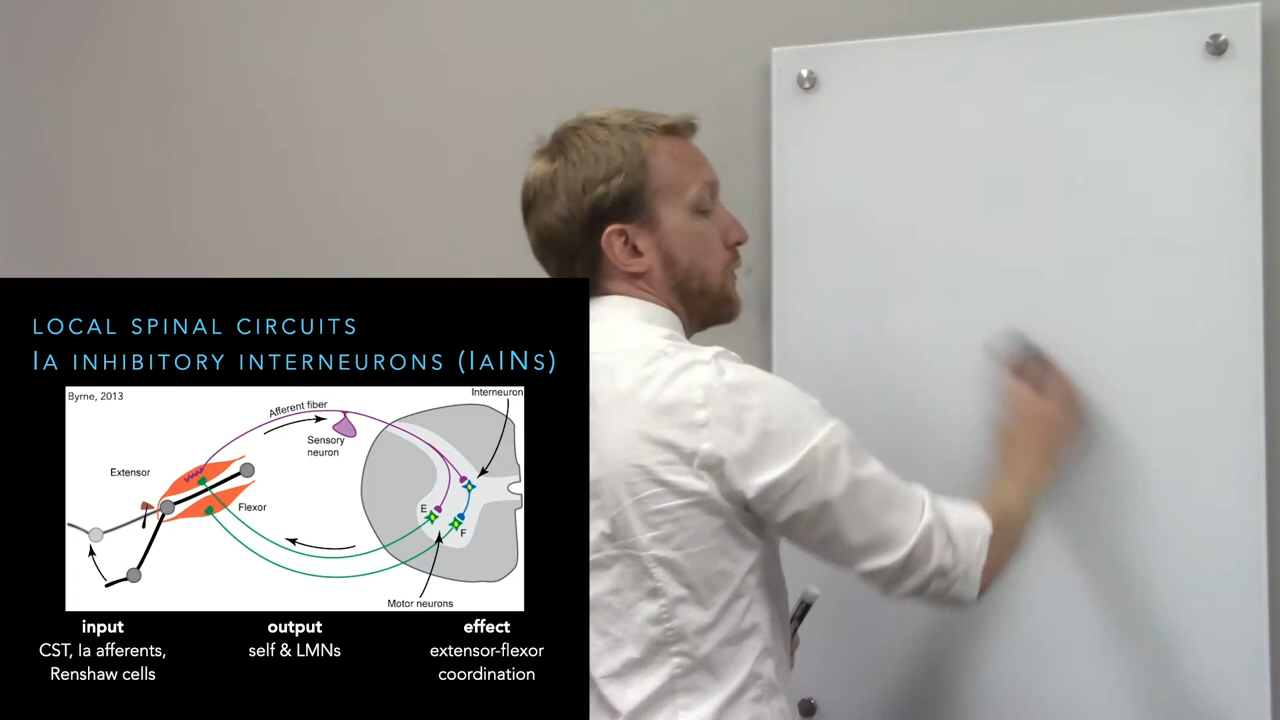 LOCAL SPINAL CIRCUITS
IA INHIBITORY INTERNEURONS (IAINS)
Byrne, 2013
Interneuron
Afferent fiber
Sensory
neuron
Extensor
Flexor
E
F
Motor neurons
input
CST, Ia afferents,
Renshaw cells
output
self & LMNs
effect
extensor-flexor
coordination